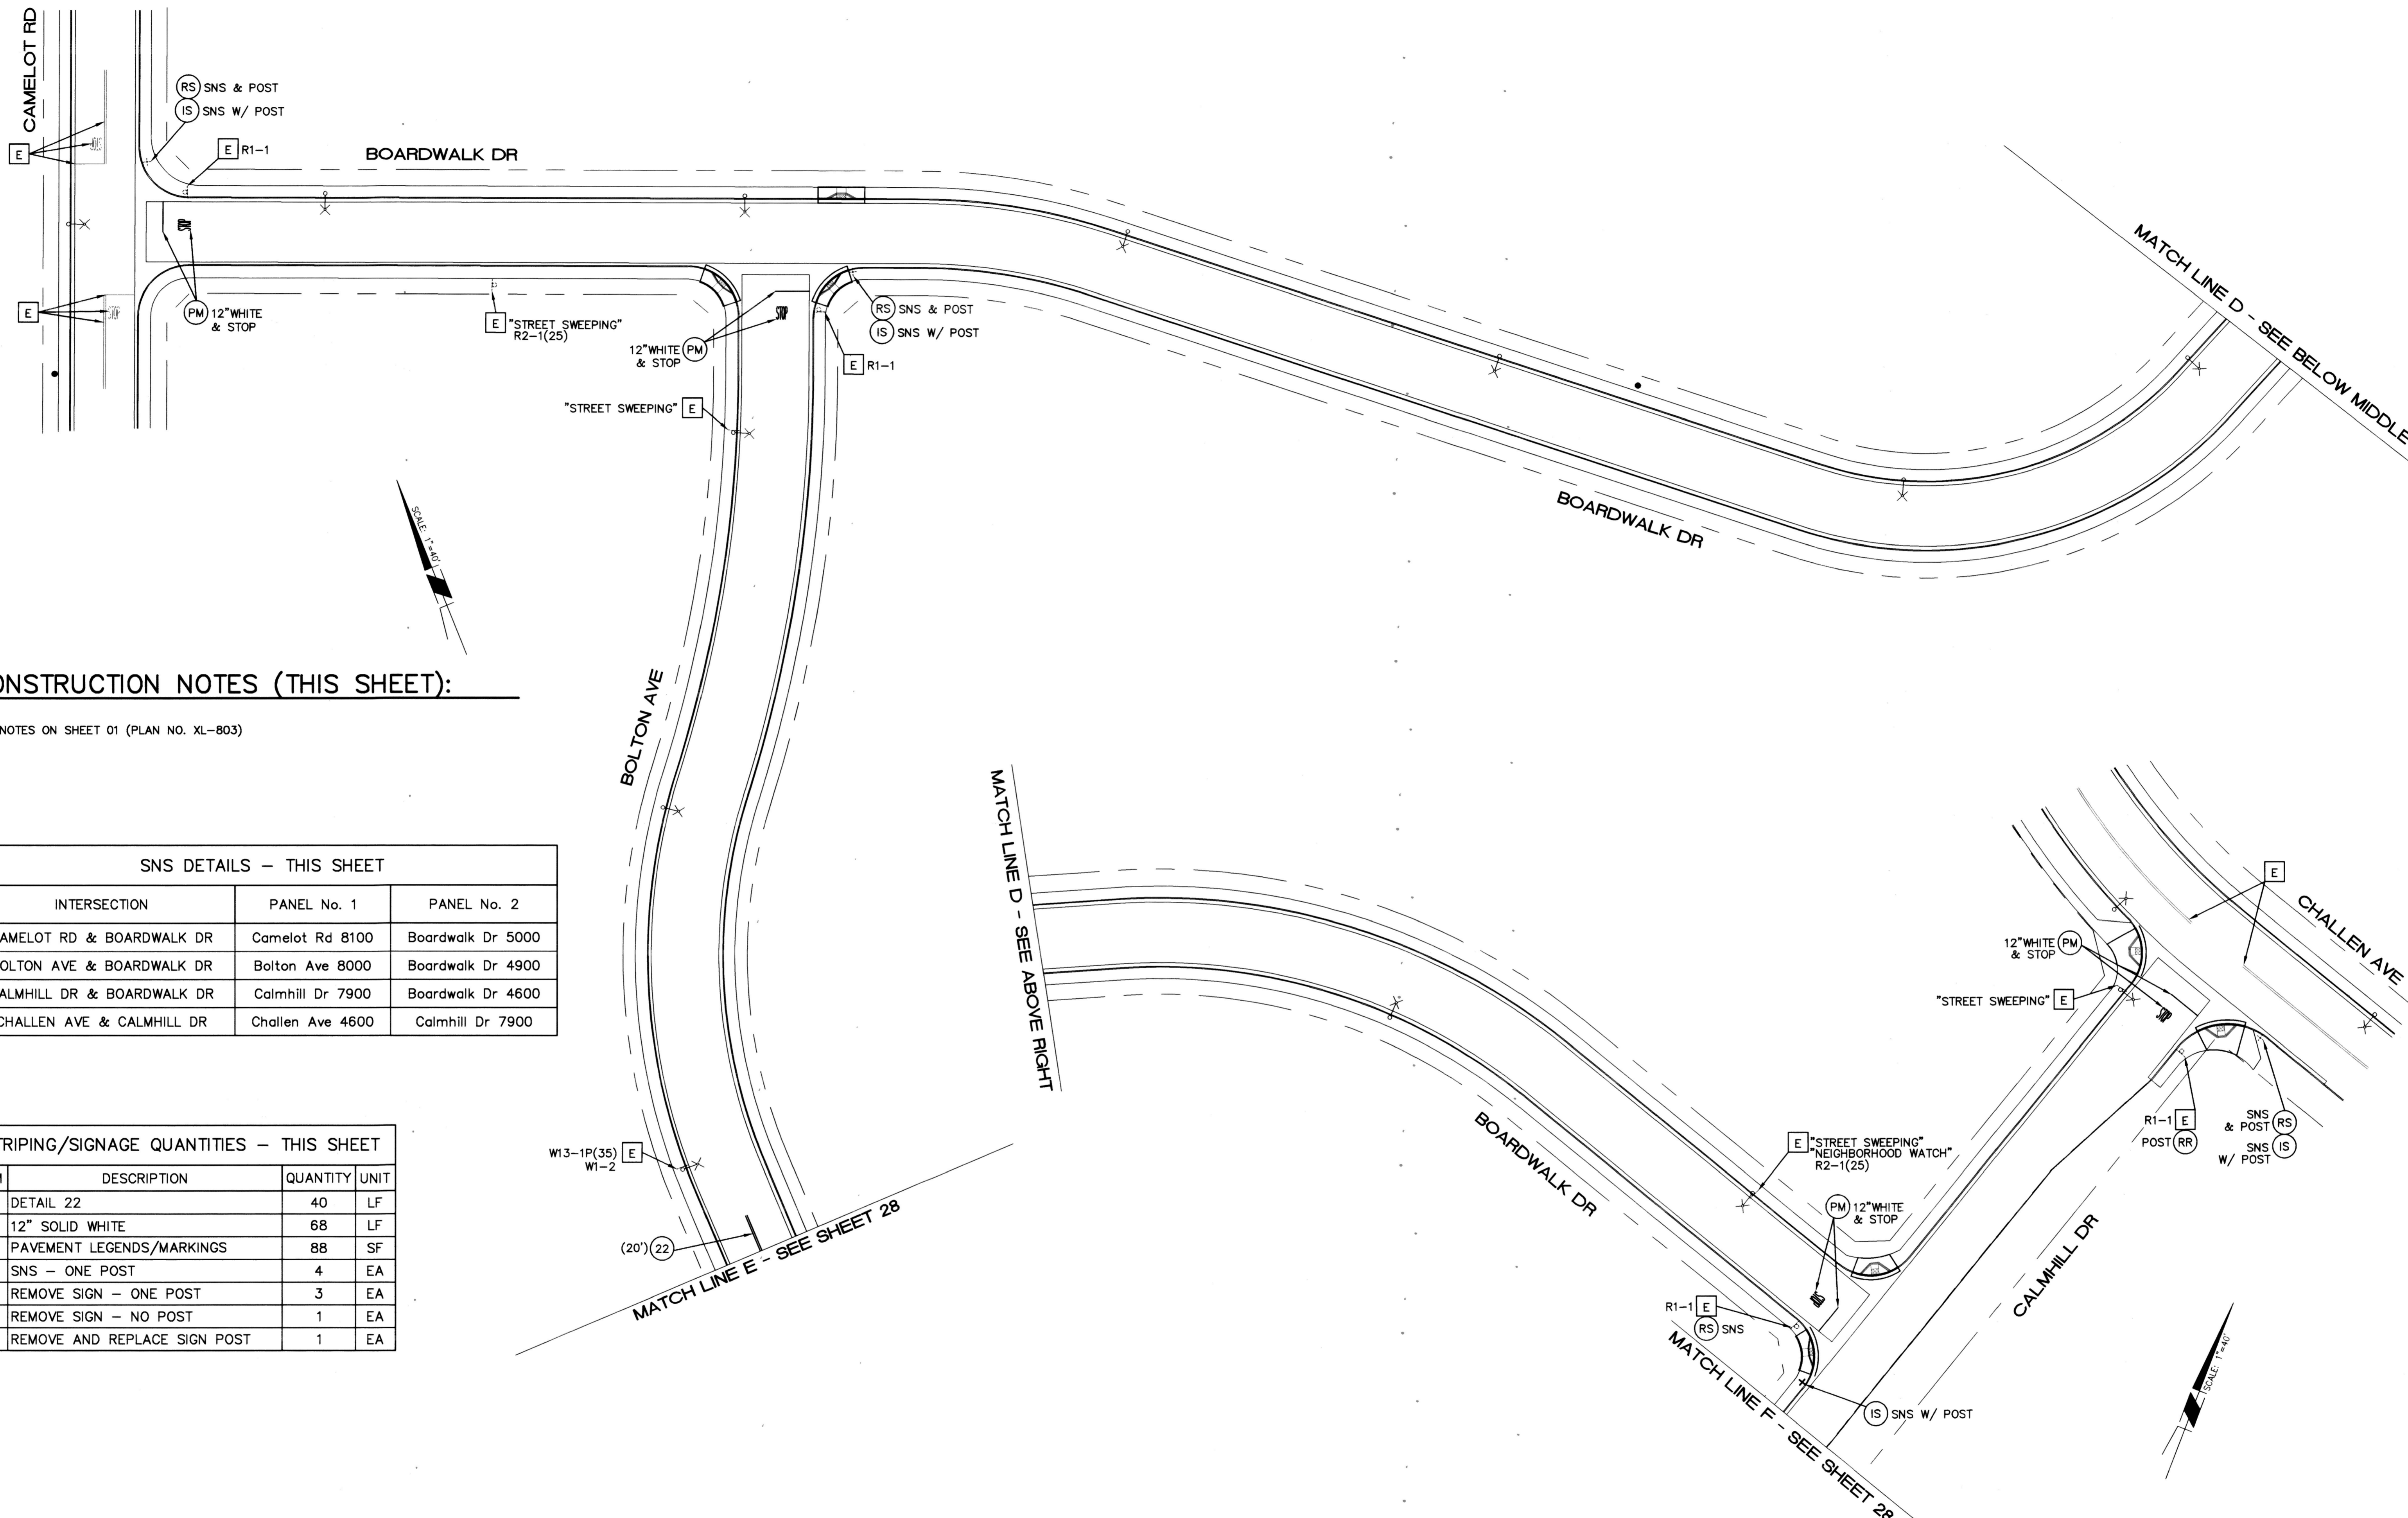 CAMELOT RD
RS SNS & POST
IS SNS W/ POST
E R1-1
E
STOP
BOARDWALK DR
STOP
E
STOP
PM 12"WHITE
& STOP
E "STREET SWEEPING"
R2-1(25)
12"WHITE PM
& STOP
STOP
RS SNS & POST
IS SNS W/ POST
E R1-1
"STREET SWEEPING" E
MATCH LINE D - SEE BELOW MIDDLE
BOARDWALK DR
SCALE: 1"=40'
ONSTRUCTION NOTES (THIS SHEET):
NOTES ON SHEET 01 (PLAN NO. XL-803)
BOLTON AVE
SNS DETAILS – THIS SHEET
INTERSECTION PANEL No. 1 PANEL No. 2
AMELOT RD & BOARDWALK DR Camelot Rd 8100 Boardwalk Dr 5000
OLTON AVE & BOARDWALK DR Bolton Ave 8000 Boardwalk Dr 4900
ALMHILL DR & BOARDWALK DR Calmhill Dr 7900 Boardwalk Dr 4600
CHALLEN AVE & CALMHILL DR Challen Ave 4600 Calmhill Dr 7900
TRIPING/SIGNAGE QUANTITIES – THIS SHEET
M DESCRIPTION QUANTITY UNIT
DETAIL 22 40 LF
12" SOLID WHITE 68 LF
PAVEMENT LEGENDS/MARKINGS 88 SF
SNS – ONE POST 4 EA
REMOVE SIGN – ONE POST 3 EA
REMOVE SIGN – NO POST 1 EA
REMOVE AND REPLACE SIGN POST 1 EA
W13-1P(35) E
W1-2
(20') 22
MATCH LINE E - SEE SHEET 28
MATCH LINE D - SEE ABOVE RIGHT
BOARDWALK DR
E
CHALLEN AVE
12"WHITE PM
& STOP
"STREET SWEEPING" E
STOP
R1-1 E
POST RR
SNS
& POST RS
SNS IS
W/ POST
E "STREET SWEEPING"
"NEIGHBORHOOD WATCH"
R2-1(25)
PM 12"WHITE
& STOP
STOP
R1-1 E
RS SNS
CALMHILL DR
IS SNS W/ POST
MATCH LINE F - SEE SHEET 28
SCALE: 1"=40'